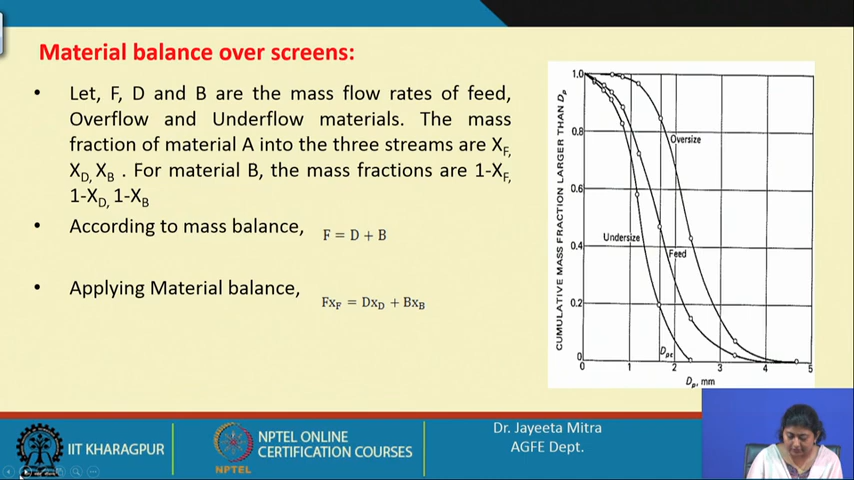 Material balance over screens:
• Let, F, D and B are the mass flow rates of feed,
Overflow and Underflow materials. The mass
fraction of material A into the three streams are XF,
XD, XB . For material B, the mass fractions are 1-XF,
1-XD, 1-XB
• According to mass balance,
F = D + B
• Applying Material balance,
FxF = DxD + BxB
CUMULATIVE MASS FRACTION LARGER THAN Dp
1.0
0.8
0.6
0.4
0.2
0
Oversize
Undersize
Feed
Dpc
0 1 2 3 4 5
Dp, mm
IIT KHARAGPUR
NPTEL
NPTEL ONLINE
CERTIFICATION COURSES
Dr. Jayeeta Mitra
AGFE Dept.